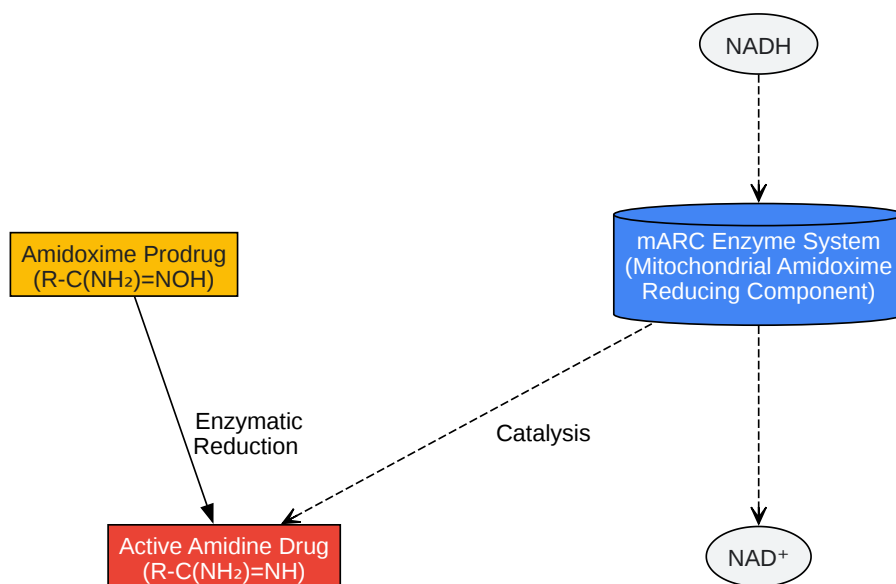 NADH
mARC Enzyme System
(Mitochondrial Amidoxime
Reducing Component)
Amidoxime Prodrug
(R-C(NH₂)=NOH)
Enzymatic
Reduction
Catalysis
Active Amidine Drug
(R-C(NH₂)=NH)
NAD⁺